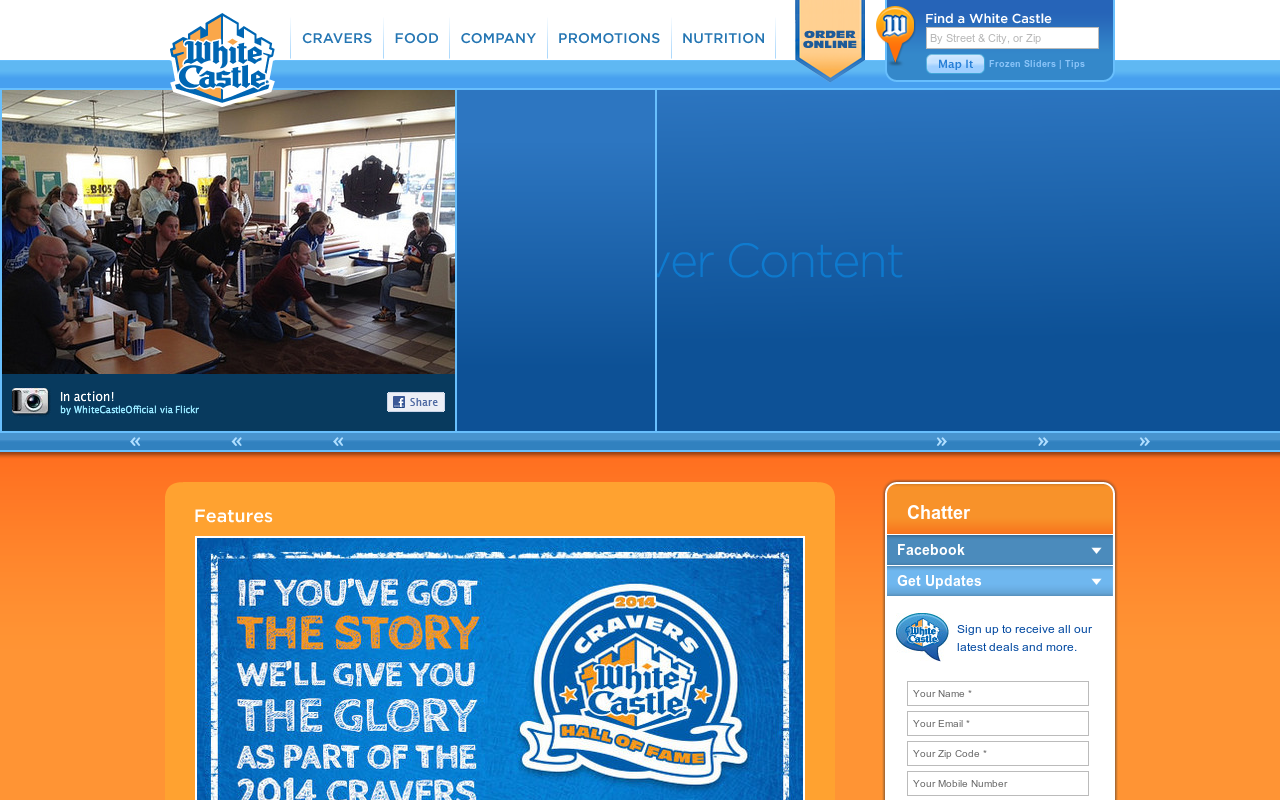 White Castle
CRAVERS
FOOD
COMPANY
PROMOTIONS
NUTRITION
ORDER
ONLINE
W
Find a White Castle
By Street & City, or Zip
Map It
Frozen Sliders | Tips
B·105
ver Content
In action!
by WhiteCastleOfficial via Flickr
Share
«
«
«
»
»
»
Features
IF YOU'VE GOT
THE STORY
WE'LL GIVE YOU
THE GLORY
AS PART OF THE
2014 CRAVERS
2014
CRAVERS
White
Castle
HALL OF FAME
Chatter
Facebook
Get Updates
White
Castle
Sign up to receive all our
latest deals and more.
Your Name *
Your Email *
Your Zip Code *
Your Mobile Number